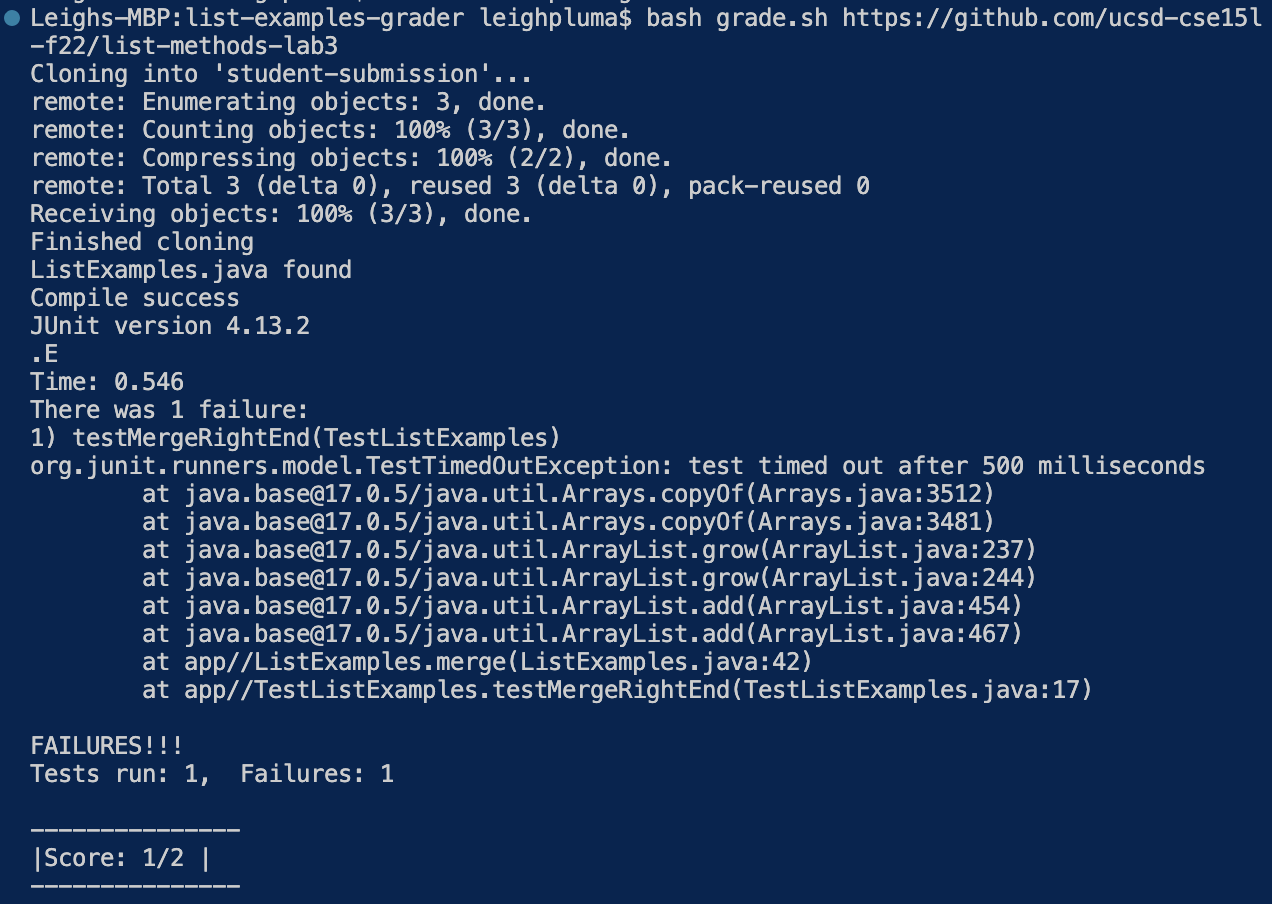 Leighs-MBP:list-examples-grader leighpluma$ bash grade.sh https://github.com/ucsd-cse15l
-f22/list-methods-lab3
Cloning into 'student-submission'...
remote: Enumerating objects: 3, done.
remote: Counting objects: 100% (3/3), done.
remote: Compressing objects: 100% (2/2), done.
remote: Total 3 (delta 0), reused 3 (delta 0), pack-reused 0
Receiving objects: 100% (3/3), done.
Finished cloning
ListExamples.java found
Compile success
JUnit version 4.13.2
.E
Time: 0.546
There was 1 failure:
1) testMergeRightEnd(TestListExamples)
org.junit.runners.model.TestTimedOutException: test timed out after 500 milliseconds
        at java.base@17.0.5/java.util.Arrays.copyOf(Arrays.java:3512)
        at java.base@17.0.5/java.util.Arrays.copyOf(Arrays.java:3481)
        at java.base@17.0.5/java.util.ArrayList.grow(ArrayList.java:237)
        at java.base@17.0.5/java.util.ArrayList.grow(ArrayList.java:244)
        at java.base@17.0.5/java.util.ArrayList.add(ArrayList.java:454)
        at java.base@17.0.5/java.util.ArrayList.add(ArrayList.java:467)
        at app//ListExamples.merge(ListExamples.java:42)
        at app//TestListExamples.testMergeRightEnd(TestListExamples.java:17)

FAILURES!!!
Tests run: 1,  Failures: 1

---------------
|Score: 1/2 |
---------------